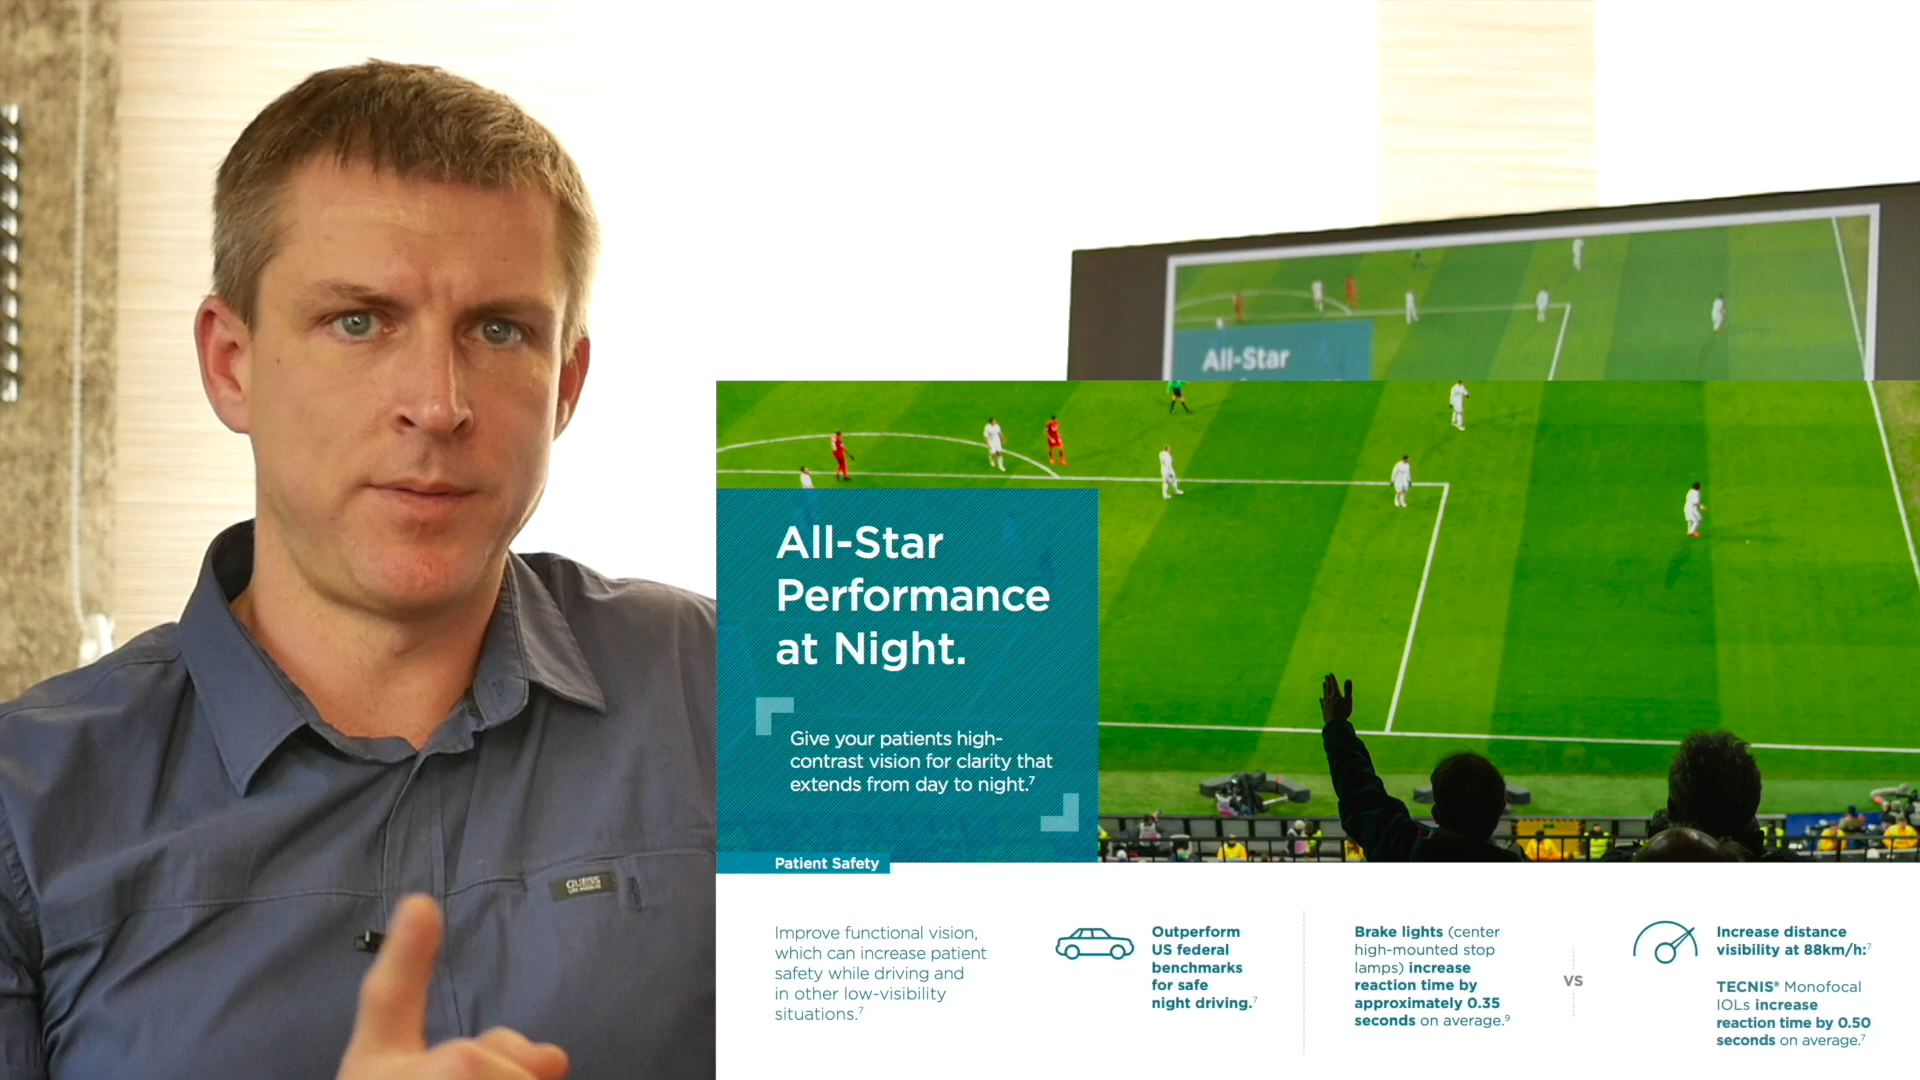 All-Star
All-Star
Performance
at Night.
Give your patients high-
contrast vision for clarity that
extends from day to night.⁷
Patient Safety
GUESS
Improve functional vision,
which can increase patient
safety while driving and
in other low-visibility
situations.⁷
Outperform
US federal
benchmarks
for safe
night driving.⁷
Brake lights (center
high-mounted stop
lamps) increase
reaction time by
approximately 0.35
seconds on average.⁹
VS
Increase distance
visibility at 88km/h:⁷
TECNIS® Monofocal
IOLs increase
reaction time by 0.50
seconds on average.⁷